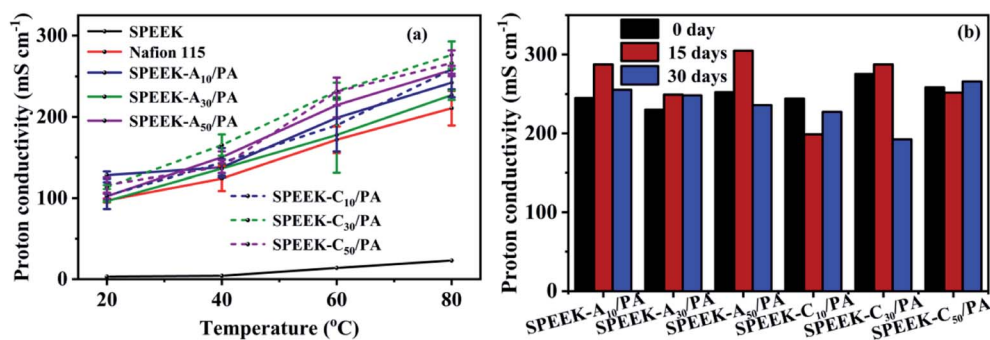 (a)
SPEEK
Nafion 115
SPEEK-A₁₀/PA
SPEEK-A₃₀/PA
SPEEK-A₅₀/PA
SPEEK-C₁₀/PA
SPEEK-C₃₀/PA
SPEEK-C₅₀/PA
Proton conductivity (mS cm⁻¹)
300
200
100
0
20 40 60 80
Temperature (°C)
(b)
0 day
15 days
30 days
Proton conductivity (mS cm⁻¹)
300
200
100
0
SPEEK-A₁₀/PA
SPEEK-A₃₀/PA
SPEEK-A₅₀/PA
SPEEK-C₁₀/PA
SPEEK-C₃₀/PA
SPEEK-C₅₀/PA